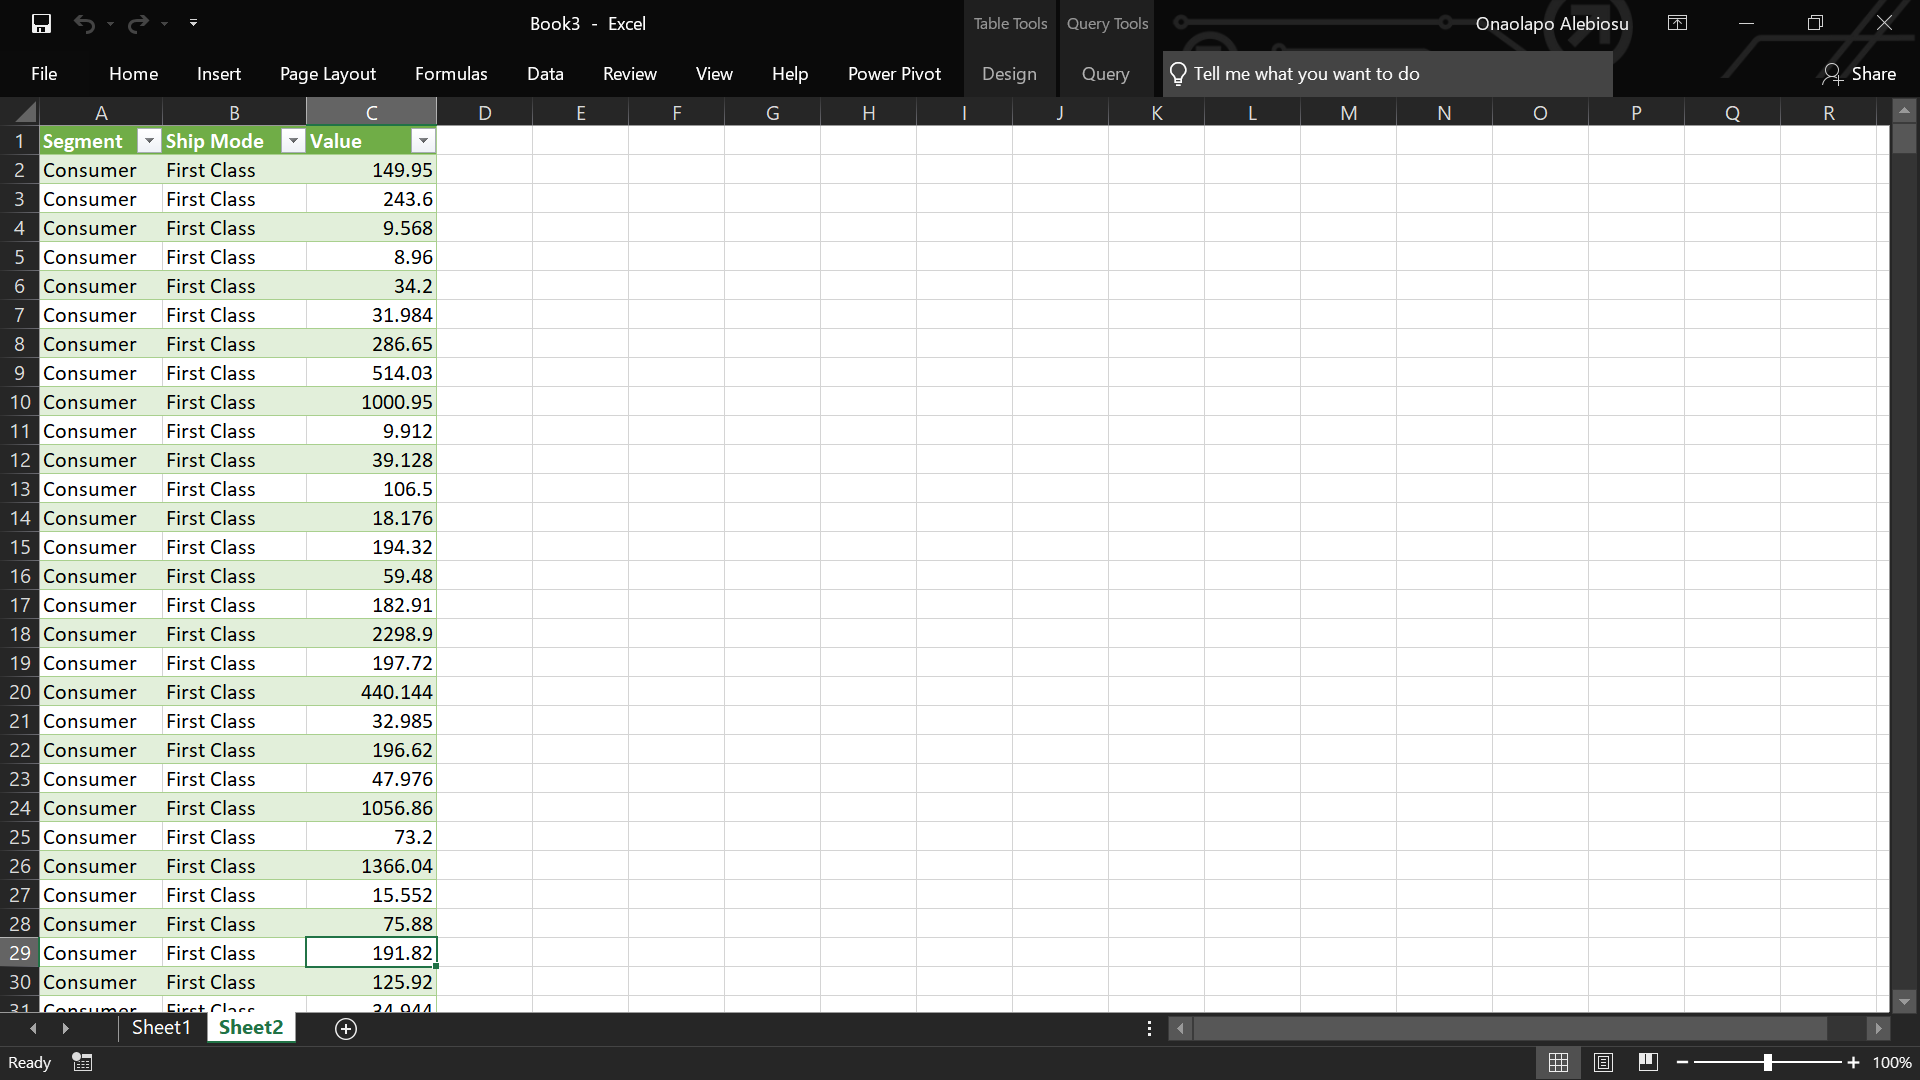 Book3 - Excel
Table Tools
Query Tools
Onaolapo Alebiosu
File Home Insert Page Layout Formulas Data Review View Help Power Pivot Design Query Tell me what you want to do Share
A B C D E F G H I J K L M N O P Q R
1 Segment Ship Mode Value
2 Consumer First Class 149.95
3 Consumer First Class 243.6
4 Consumer First Class 9.568
5 Consumer First Class 8.96
6 Consumer First Class 34.2
7 Consumer First Class 31.984
8 Consumer First Class 286.65
9 Consumer First Class 514.03
10 Consumer First Class 1000.95
11 Consumer First Class 9.912
12 Consumer First Class 39.128
13 Consumer First Class 106.5
14 Consumer First Class 18.176
15 Consumer First Class 194.32
16 Consumer First Class 59.48
17 Consumer First Class 182.91
18 Consumer First Class 2298.9
19 Consumer First Class 197.72
20 Consumer First Class 440.144
21 Consumer First Class 32.985
22 Consumer First Class 196.62
23 Consumer First Class 47.976
24 Consumer First Class 1056.86
25 Consumer First Class 73.2
26 Consumer First Class 1366.04
27 Consumer First Class 15.552
28 Consumer First Class 75.88
29 Consumer First Class 191.82
30 Consumer First Class 125.92
31 Consumer First Class 34.944
Sheet1 Sheet2
Ready 100%